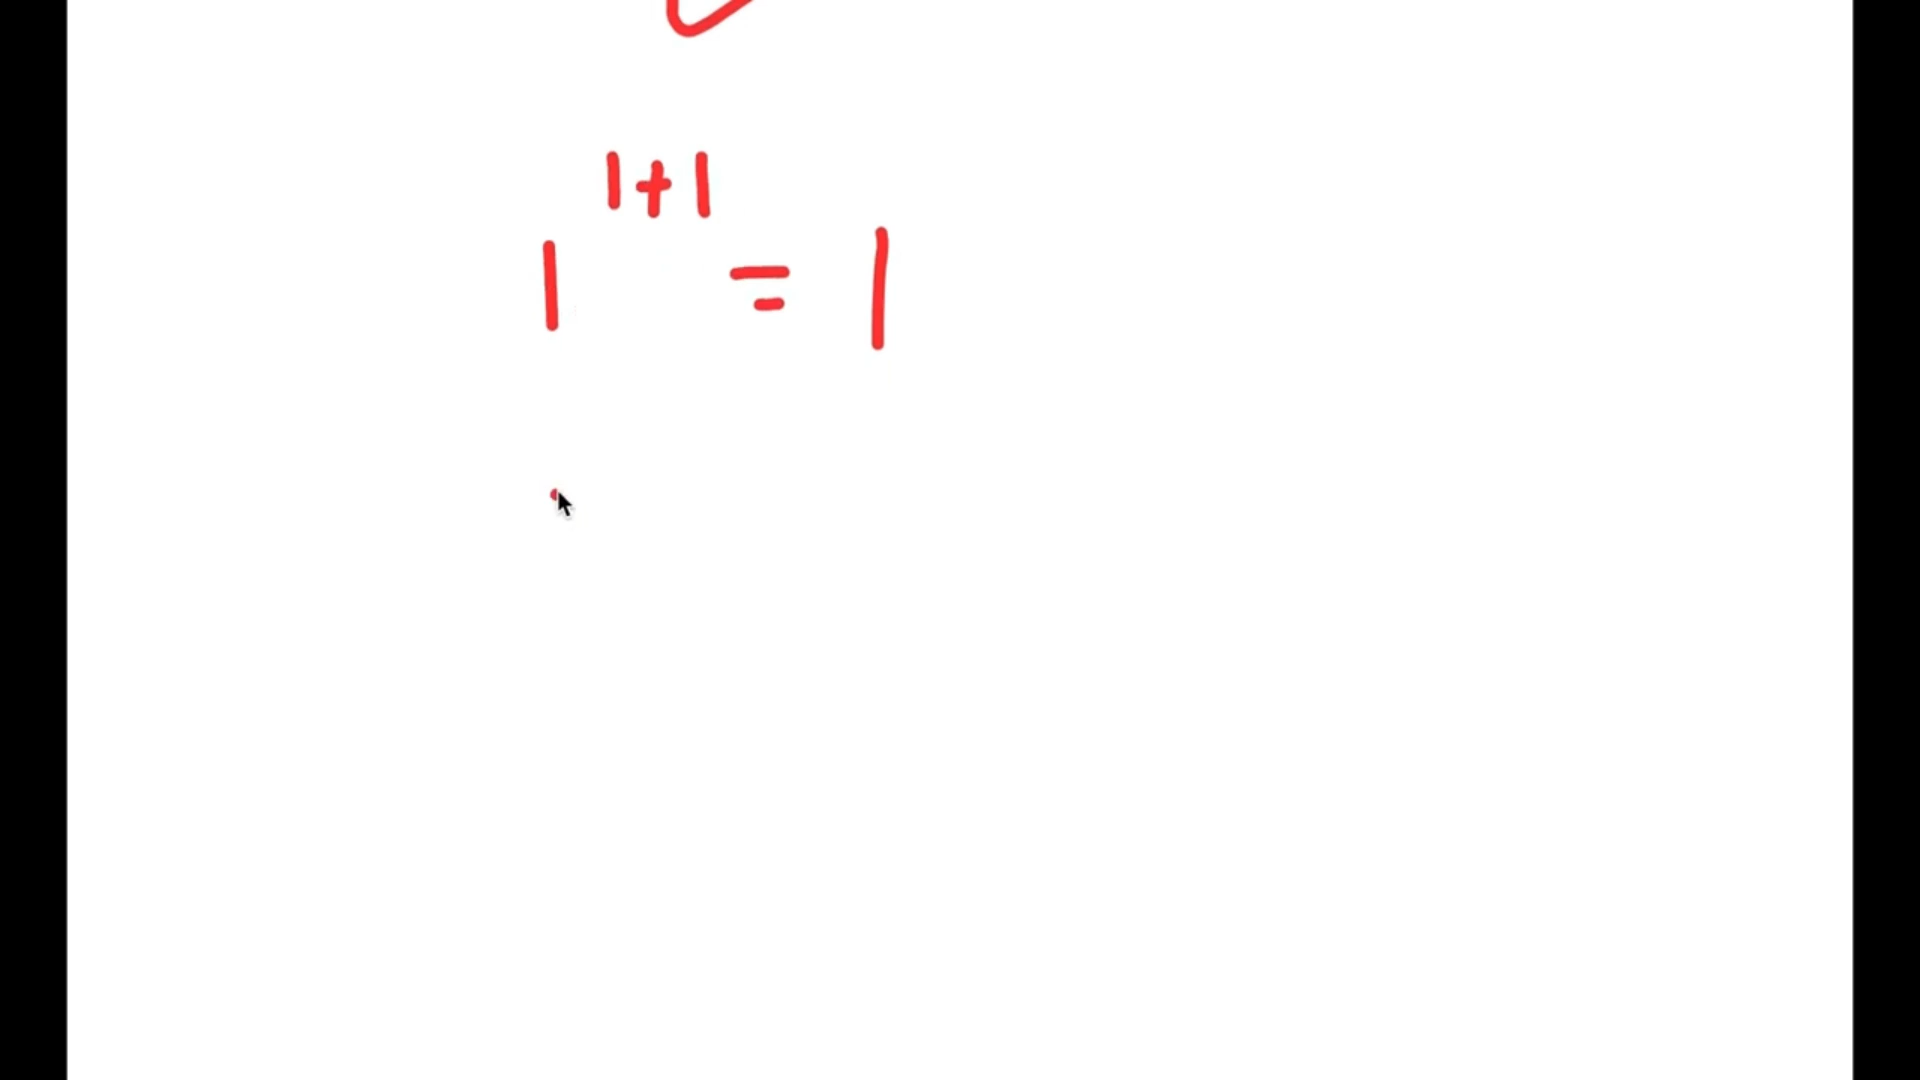 1^{1+1} = 1